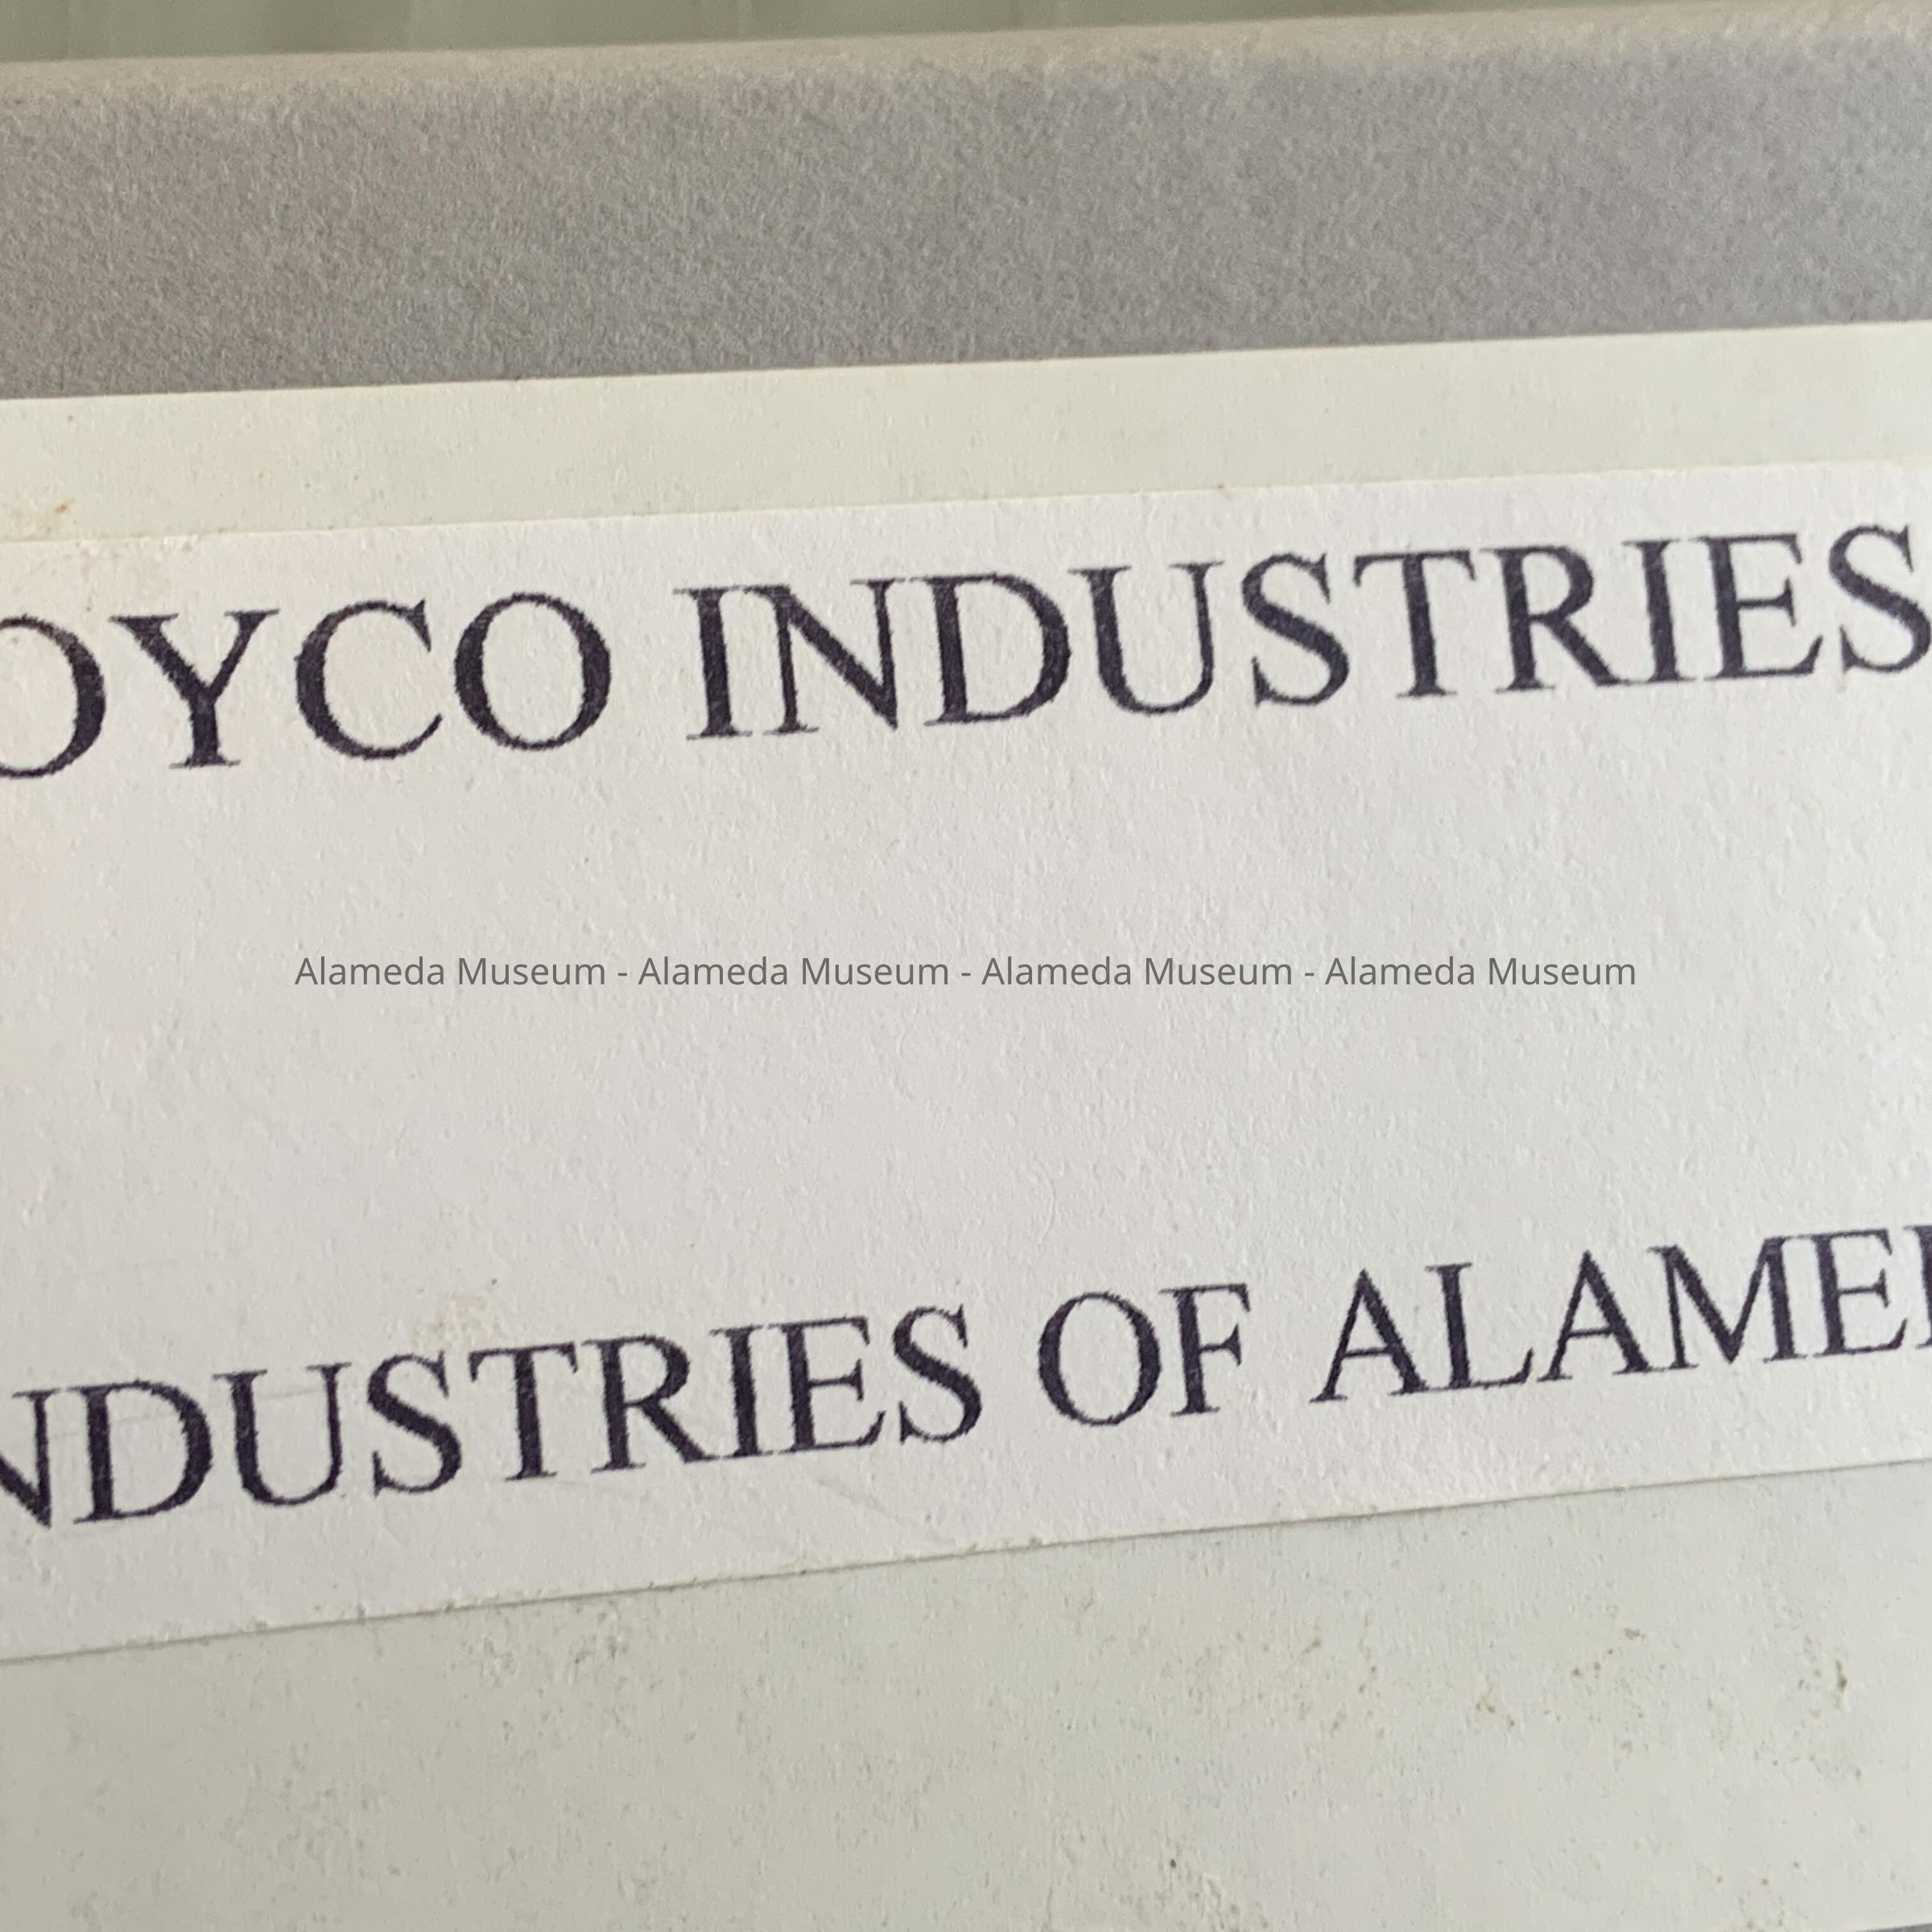 OYCO INDUSTRIES
Alameda Museum - Alameda Museum - Alameda Museum - Alameda Museum
NDUSTRIES OF ALAME